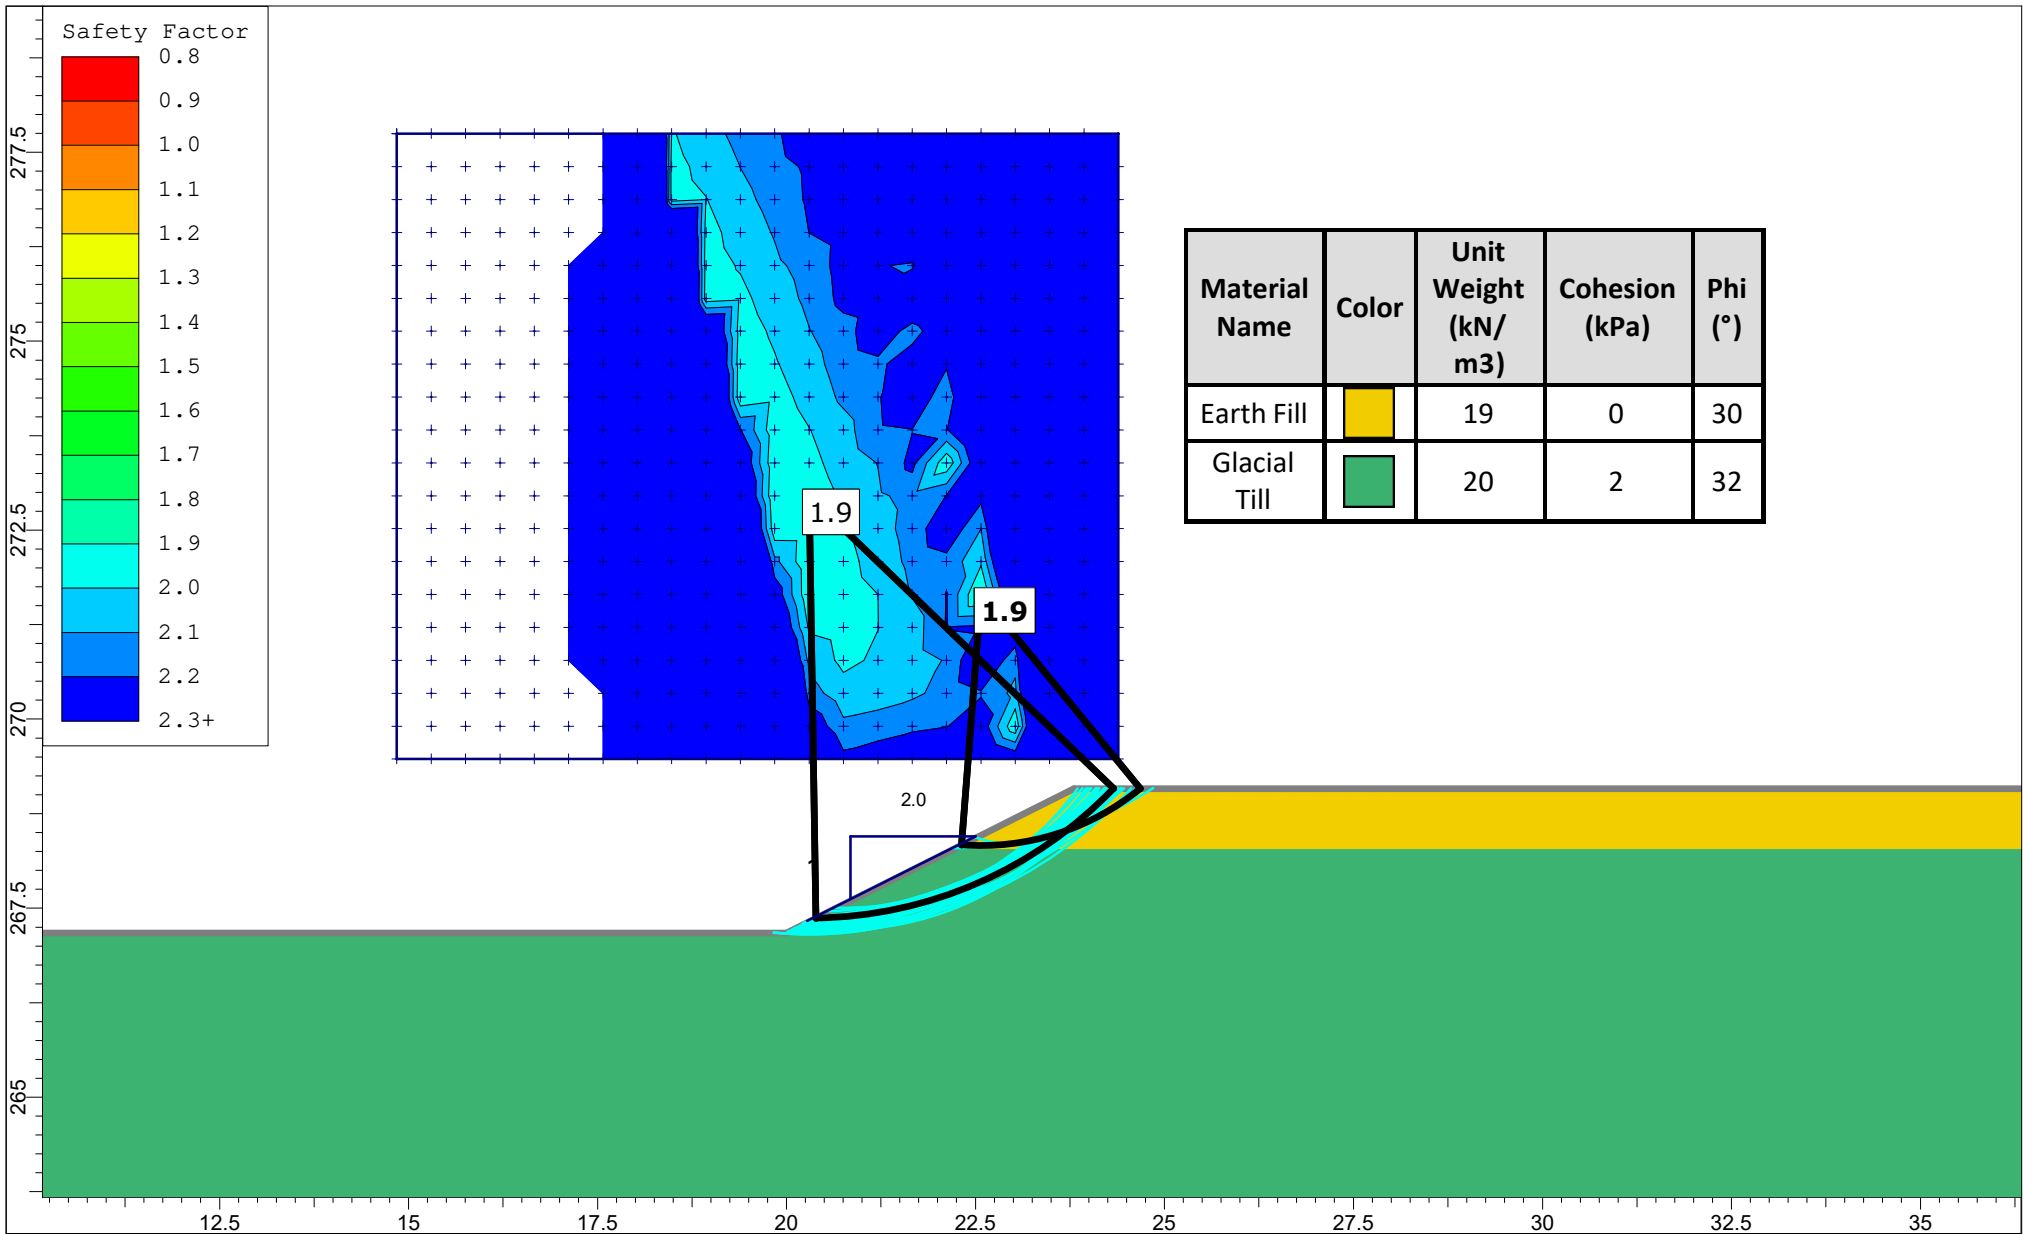 Safety Factor
0.8
0.9
1.0
1.1
1.2
1.3
1.4
1.5
1.6
1.7
1.8
1.9
2.0
2.1
2.2
2.3+
277.5
275
272.5
270
267.5
265
1.9
1.9
2.0
Material Name
Color
Unit Weight (kN/ m3)
Cohesion (kPa)
Phi (°)
Earth Fill 19 0 30
Glacial Till 20 2 32
12.5 15 17.5 20 22.5 25 27.5 30 32.5 35